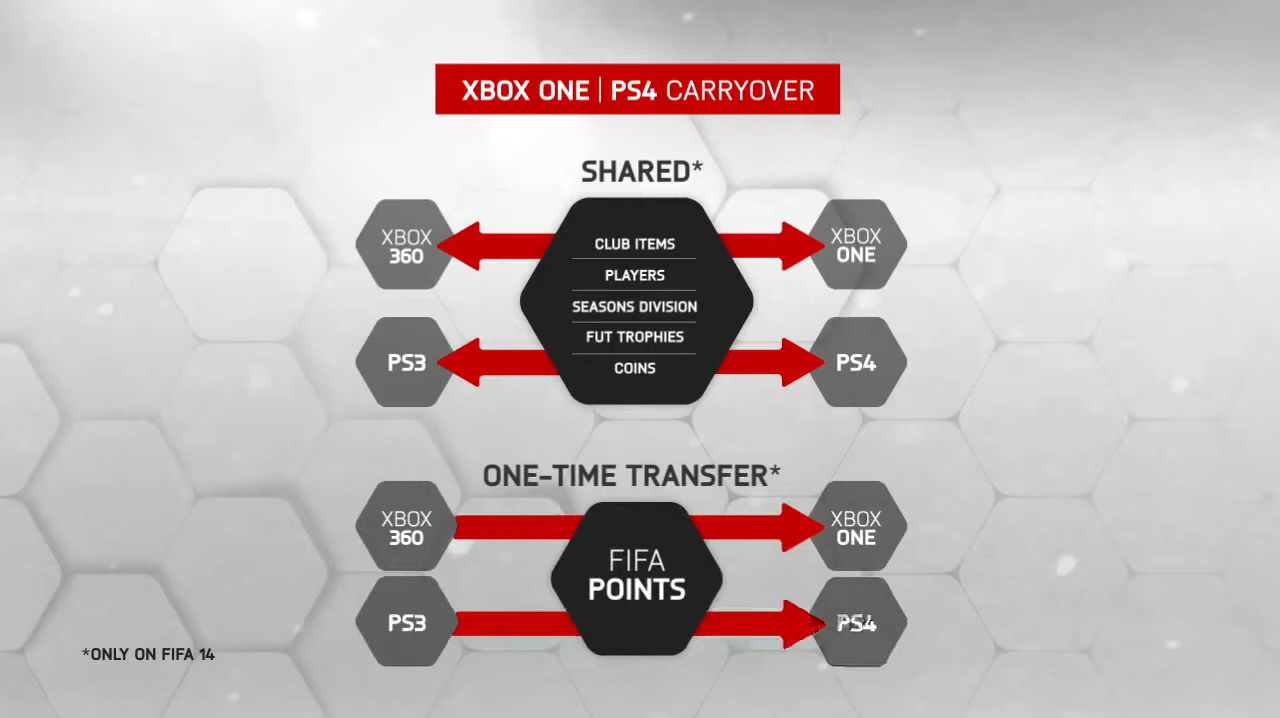 XBOX ONE | PS4 CARRYOVER
SHARED*
XBOX
360
CLUB ITEMS
PLAYERS
SEASONS DIVISION
FUT TROPHIES
COINS
XBOX
ONE
PS3
PS4
ONE-TIME TRANSFER*
XBOX
360
FIFA
POINTS
XBOX
ONE
PS3
PS4
*ONLY ON FIFA 14